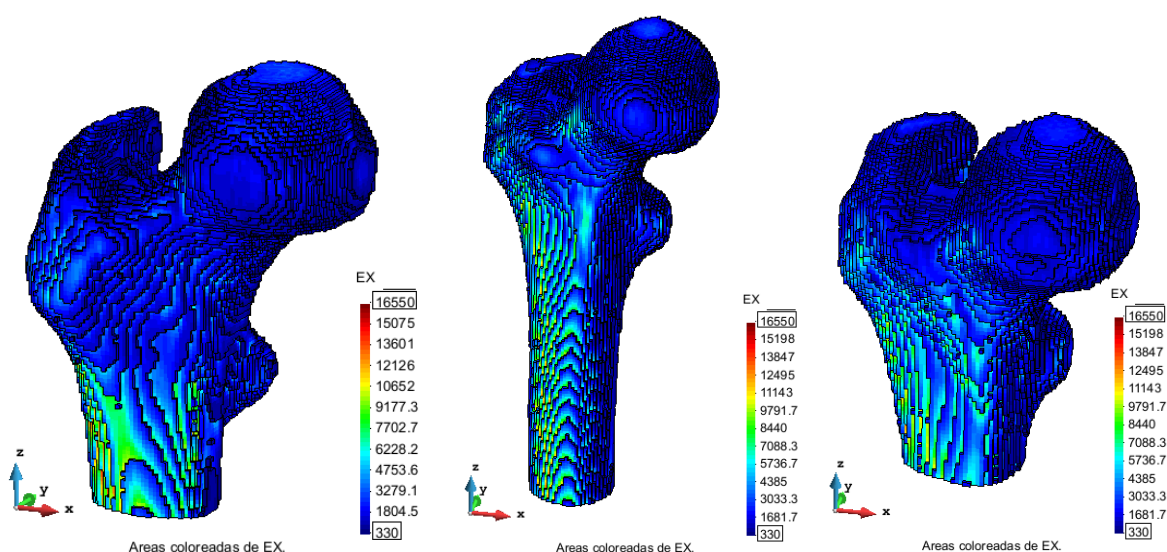 EX
16550
15075
13601
12126
10652
9177.3
7702.7
6228.2
4753.6
3279.1
1804.5
330
z
y
x
Areas coloreadas de EX.
EX
16550
15198
13847
12495
11143
9791.7
8440
7088.3
5736.7
4385
3033.3
1681.7
330
z
y
x
Areas coloreadas de EX.
EX
16550
15198
13847
12495
11143
9791.7
8440
7088.3
5736.7
4385
3033.3
1681.7
330
z
y
x
Areas coloreadas de EX.